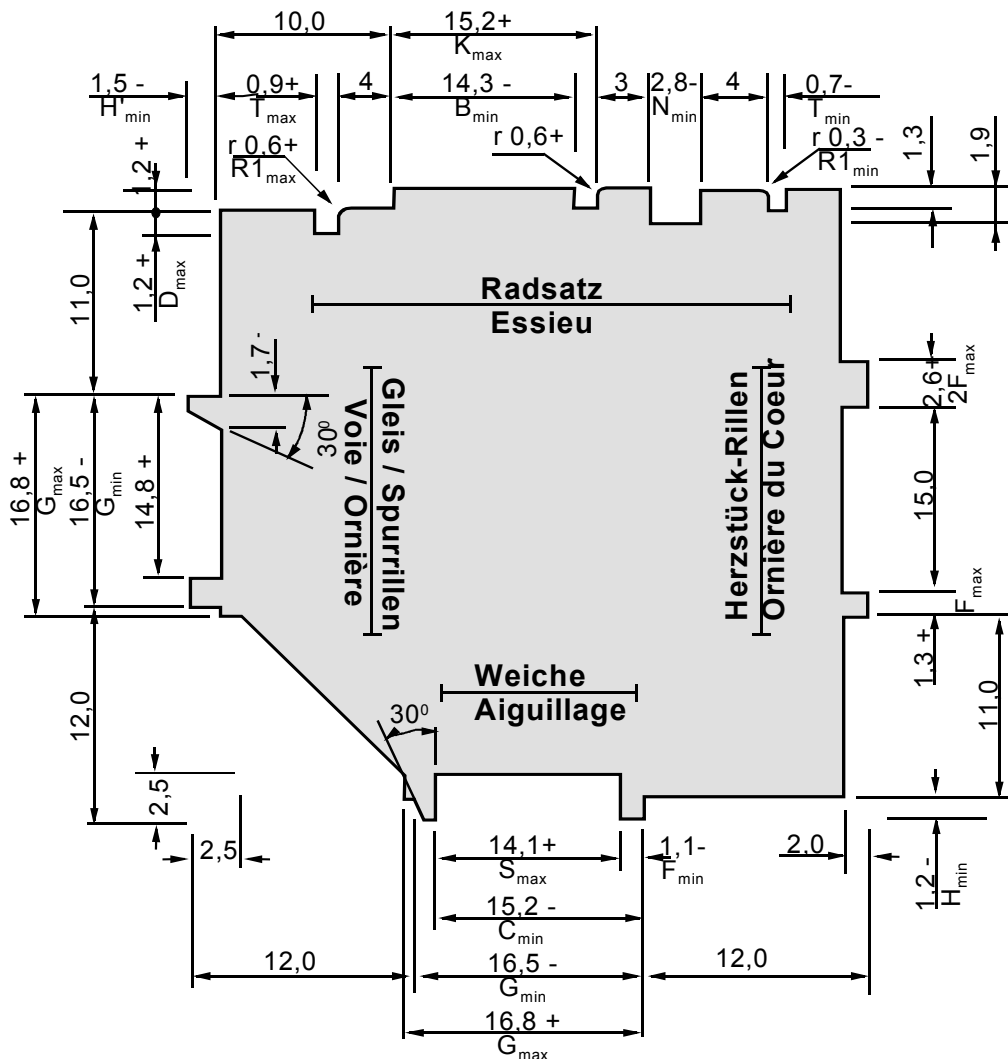 10,0
15,2+
K max
1,5 -
H' min
0,9+
T max
4
14,3 -
B min
3
2,8-
N min
4
0,7-
T min
1,2 +
r 0,6+
R1 max
r 0,6+
r 0,3 -
R1 min
1,3
1,9
11,0
1,2 +
D max
Radsatz
Essieu
1,7 -
30⁰
Gleis / Spurrillen
Voie / Ornière
Herzstück-Rillen
Ornière du Coeur
2,6+
2F max
16,8 +
G max
16,5 -
G min
14,8 +
15,0
F max
1,3 +
12,0
11,0
Weiche
Aiguillage
30⁰
2,5
2,5
14,1+
S max
1,1-
F min
2,0
1,2 -
H min
15,2 -
C min
12,0
16,5 -
G min
12,0
16,8 +
G max